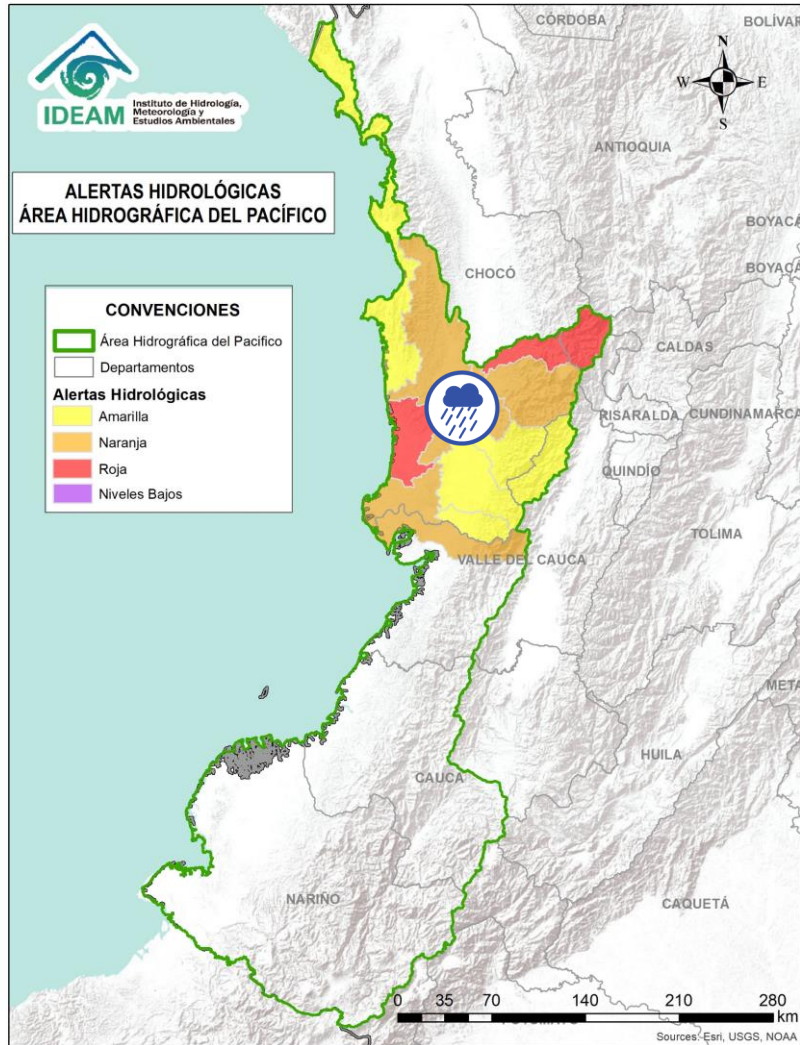 CÓRDOBA
BOLÍVAR
IDEAM
Instituto de Hidrología,
Meteorología y
Estudios Ambientales
N
W
E
S
ANTIOQUIA
ALERTAS HIDROLÓGICAS
ÁREA HIDROGRÁFICA DEL PACÍFICO
BOYACÁ
BOYACÁ
CHOCÓ
CONVENCIONES
Área Hidrográfica del Pacifico
Departamentos
Alertas Hidrológicas
Amarilla
Naranja
Roja
Niveles Bajos
CALDAS
RISARALDA
CUNDINAMARCA
QUINDÍO
TOLIMA
VALLE DEL CAUCA
META
HUILA
CAUCA
NARIÑO
CAQUETÁ
0 35 70 140 210 280
km
Sources: Esri, USGS, NOAA